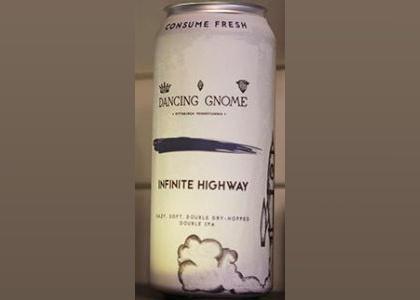 CONSUME FRESH
DANCING GNOME
• PITTSBURGH PENNSYLVANIA •
INFINITE HIGHWAY
HAZY, SOFT, DOUBLE DRY-HOPPED
DOUBLE IPA